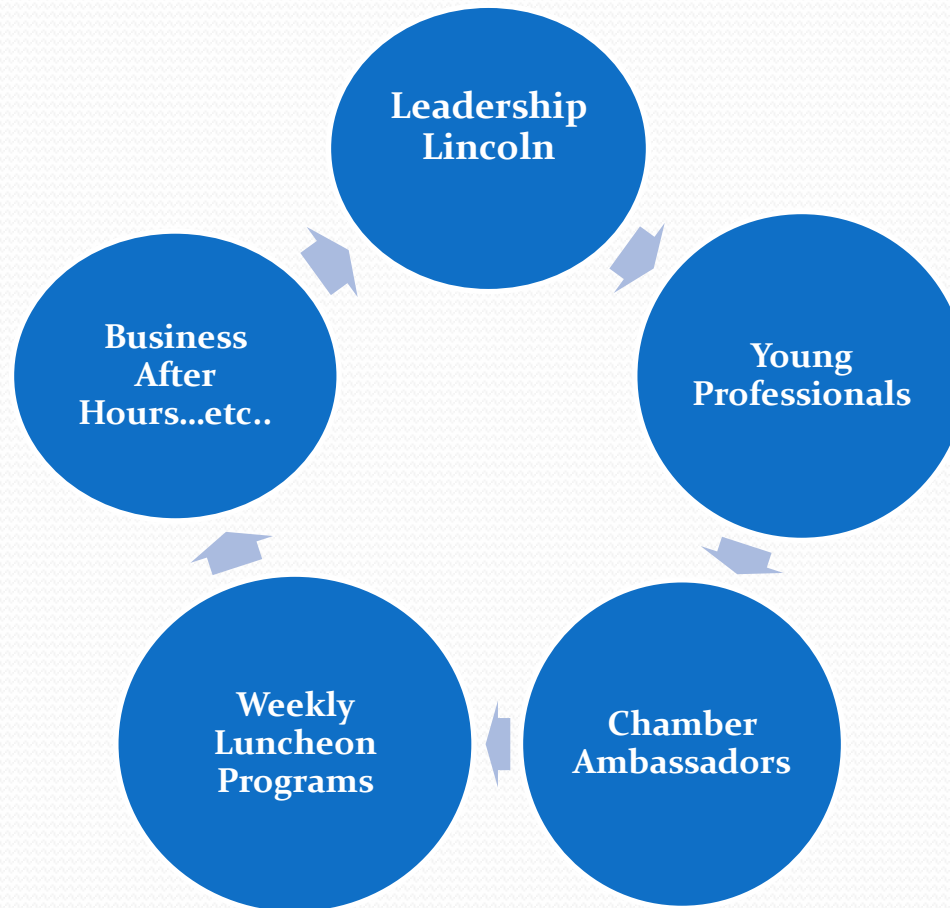 Leadership
Lincoln
Young
Professionals
Chamber
Ambassadors
Weekly
Luncheon
Programs
Business
After
Hours...etc..